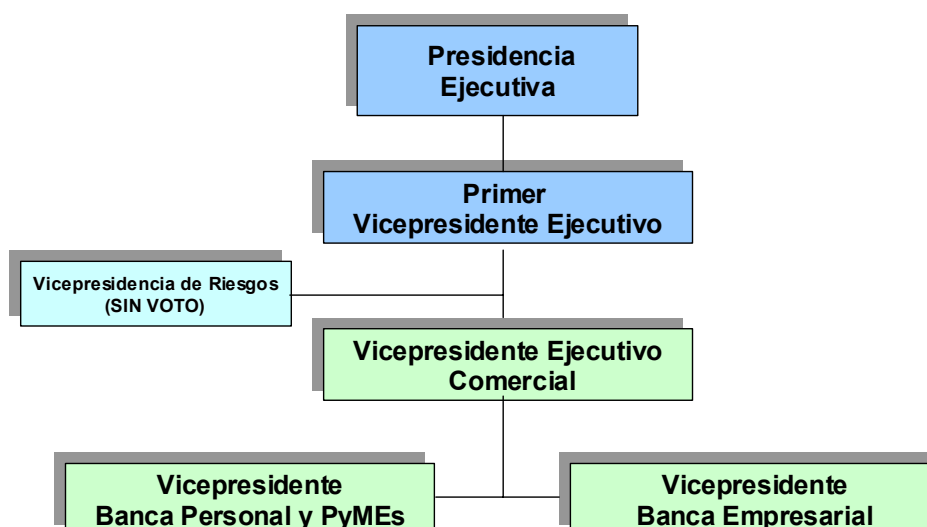 Presidencia
Ejecutiva
Primer
Vicepresidente Ejecutivo
Vicepresidencia de Riesgos
(SIN VOTO)
Vicepresidente Ejecutivo
Comercial
Vicepresidente
Banca Personal y PyMEs
Vicepresidente
Banca Empresarial